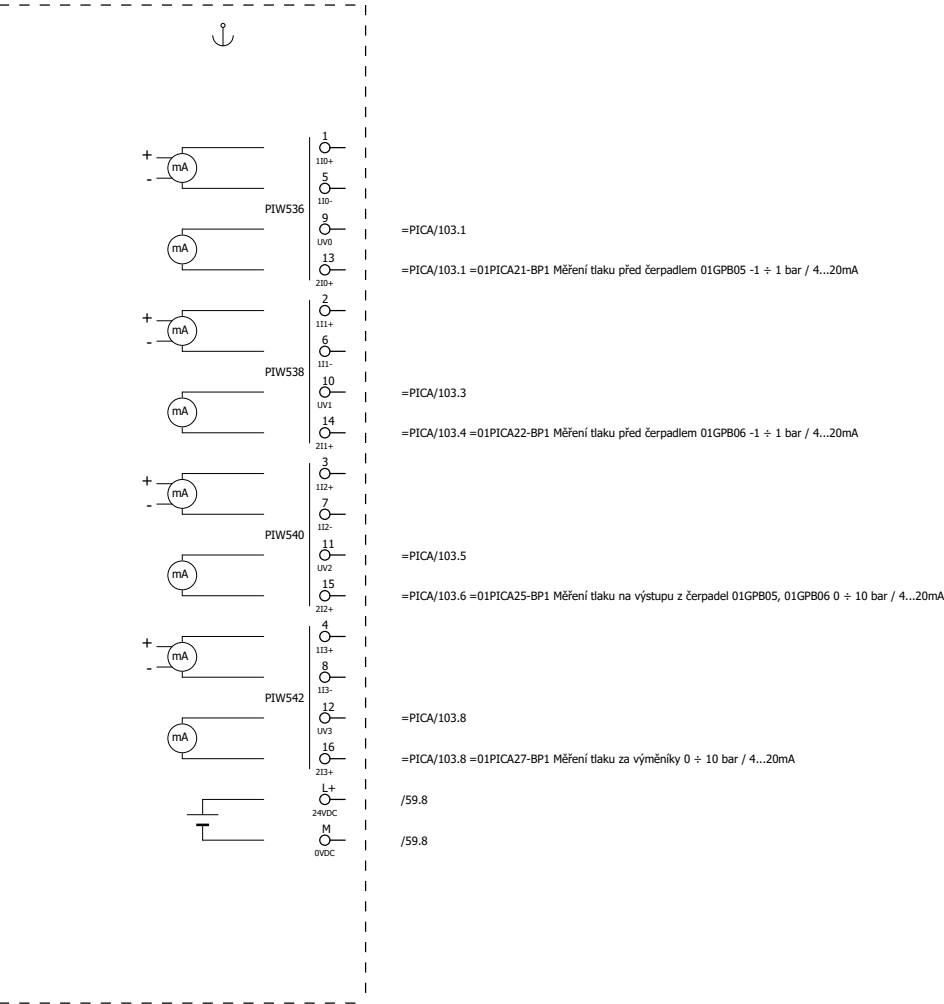 1
+
mA
1I0+
-
5
1I0-
PIW536
9
=PICA/103.1
UV0
mA
13
=PICA/103.1 =01PICA21-BP1 Měření tlaku před čerpadlem 01GPB05 -1 ÷ 1 bar / 4...20mA
2I0+
2
+
1I1+
mA
-
6
1I1-
PIW538
10
=PICA/103.3
UV1
mA
14
=PICA/103.4 =01PICA22-BP1 Měření tlaku před čerpadlem 01GPB06 -1 ÷ 1 bar / 4...20mA
2I1+
3
+
1I2+
mA
-
7
1I2-
PIW540
11
=PICA/103.5
UV2
mA
15
=PICA/103.6 =01PICA25-BP1 Měření tlaku na výstupu z čerpadel 01GPB05, 01GPB06 0 ÷ 10 bar / 4...20mA
2I2+
4
+
1I3+
mA
-
8
1I3-
PIW542
12
=PICA/103.8
UV3
mA
16
=PICA/103.8 =01PICA27-BP1 Měření tlaku za výměníky 0 ÷ 10 bar / 4...20mA
2I3+
L+
/59.8
24VDC
M
/59.8
0VDC